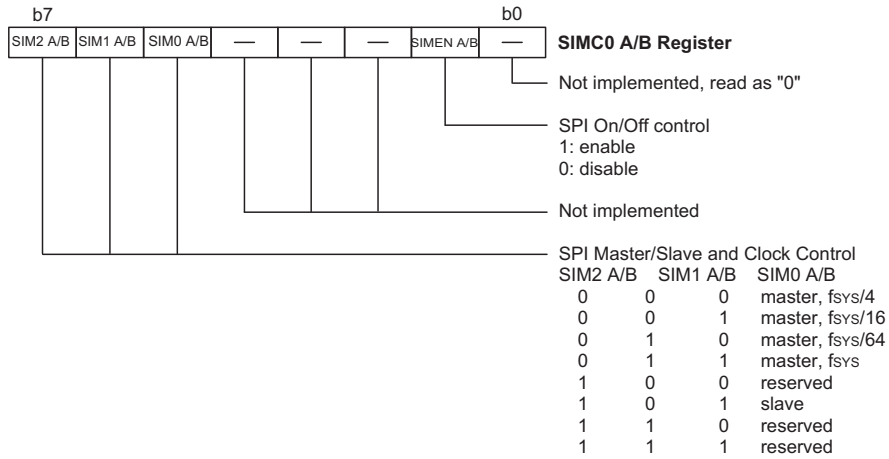 b7 b0
SIM2 A/B SIM1 A/B SIM0 A/B — — — SIMEN A/B — SIMC0 A/B Register
Not implemented, read as "0"
SPI On/Off control
1: enable
0: disable
Not implemented
SPI Master/Slave and Clock Control
SIM2 A/B SIM1 A/B SIM0 A/B
0 0 0 master, fSYS/4
0 0 1 master, fSYS/16
0 1 0 master, fSYS/64
0 1 1 master, fSYS
1 0 0 reserved
1 0 1 slave
1 1 0 reserved
1 1 1 reserved